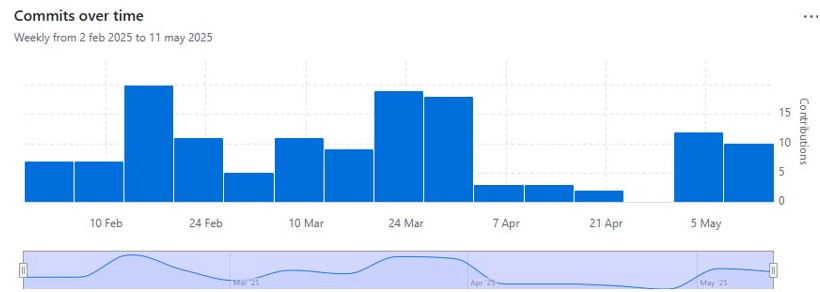 Commits over time
...
Weekly from 2 feb 2025 to 11 may 2025
15
10
5
0
Contributions
10 Feb 24 Feb 10 Mar 24 Mar 7 Apr 21 Apr 5 May
Mar '25 Apr '25 May '25